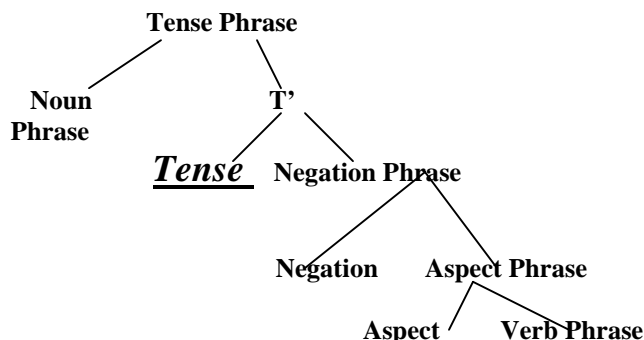 Tense Phrase
Noun T’
Phrase
Tense Negation Phrase
Negation Aspect Phrase
Aspect Verb Phrase